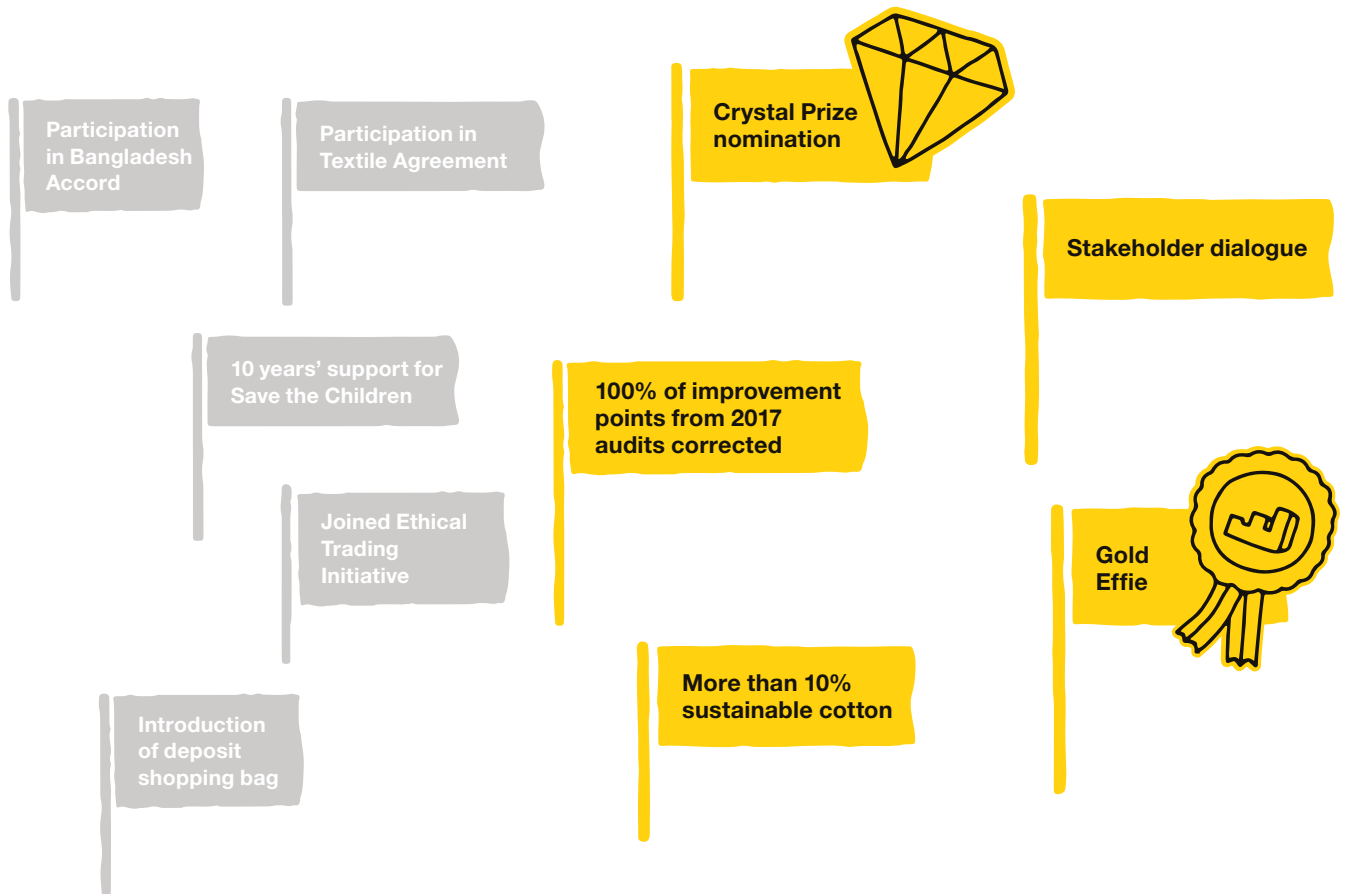 Participation
in Bangladesh
Accord
Participation in
Textile Agreement
Crystal Prize
nomination
Stakeholder dialogue
10 years’ support for
Save the Children
100% of improvement
points from 2017
audits corrected
Joined Ethical
Trading
Initiative
Gold
Effie
More than 10%
sustainable cotton
Introduction
of deposit
shopping bag